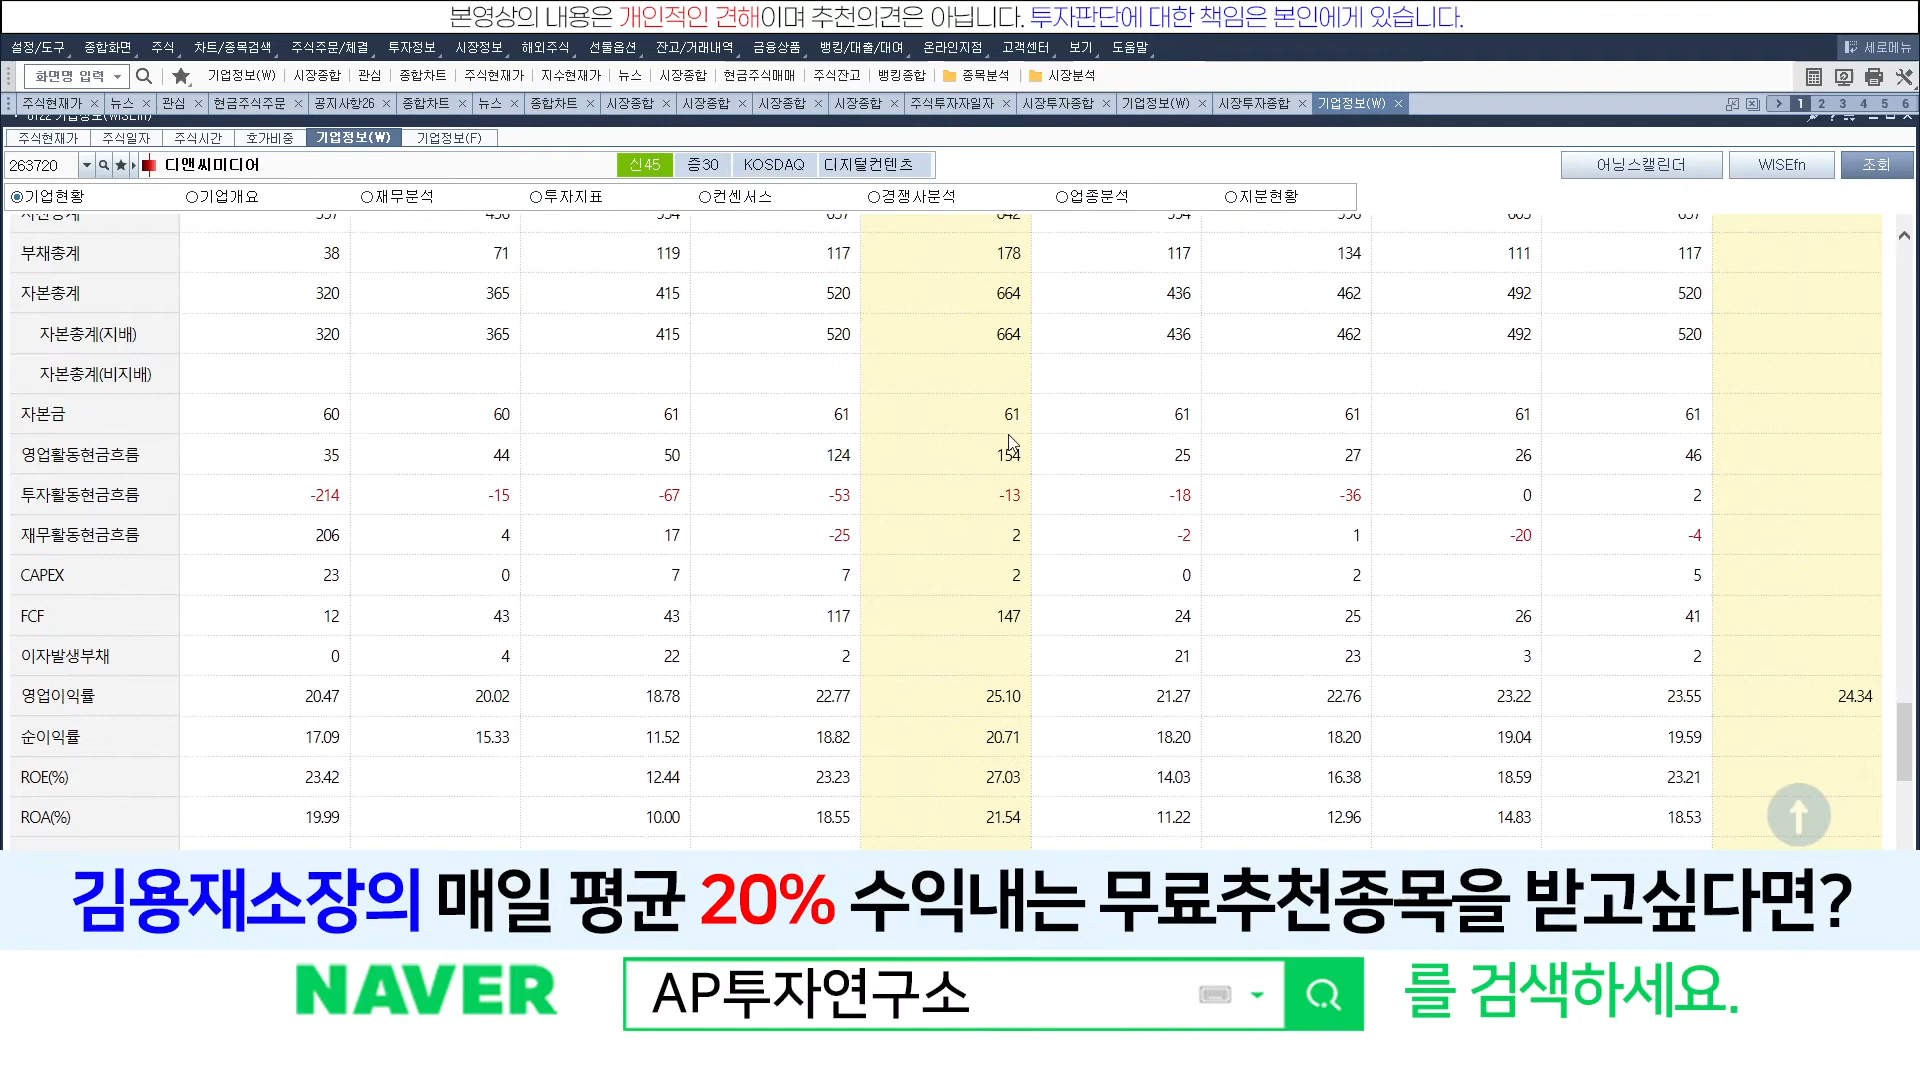 본영상의 내용은 개인적인 견해이며 추천의견은 아닙니다. 투자판단에 대한 책임은 본인에게 있습니다.
설정/도구 종합화면 주식 차트/종목검색 주식주문/체결 투자정보 시장정보 해외주식 선물옵션 잔고/거래내역 금융상품 뱅킹/대출/대여 온라인지점 고객센터 보기 도움말 세로메뉴
화면명 입력 기업정보(W) 시장종합 관심 종합차트 주식현재가 지수현재가 뉴스 시장종합 현금주식매매 주식잔고 뱅킹종합 종목분석 시장분석
주식현재가 뉴스 관심 현금주식주문 공지사항26 종합차트 뉴스 종합차트 시장종합 시장종합 시장종합 시장종합 주식투자자일자 시장투자종합 기업정보(W) 시장투자종합 기업정보(W) 1 2 3 4 5 6
주식현재가 주식일자 주식시간 호가비중 기업정보(₩) 기업정보(F)
263720 디앤씨미디어 신45 증30 KOSDAQ 디지털컨텐츠 어닝스캘린더 WISEfn 조회
기업현황 기업개요 재무분석 투자지표 컨센서스 경쟁사분석 업종분석 지분현황
부채총계 38 71 119 117 178 117 134 111 117
자본총계 320 365 415 520 664 436 462 492 520
자본총계(지배) 320 365 415 520 664 436 462 492 520
자본총계(비지배)
자본금 60 60 61 61 61 61 61 61 61
영업활동현금흐름 35 44 50 124 154 25 27 26 46
투자활동현금흐름 -214 -15 -67 -53 -13 -18 -36 0 2
재무활동현금흐름 206 4 17 -25 2 -2 1 -20 -4
CAPEX 23 0 7 7 2 0 2 5
FCF 12 43 43 117 147 24 25 26 41
이자발생부채 0 4 22 2 21 23 3 2
영업이익률 20.47 20.02 18.78 22.77 25.10 21.27 22.76 23.22 23.55 24.34
순이익률 17.09 15.33 11.52 18.82 20.71 18.20 18.20 19.04 19.59
ROE(%) 23.42 12.44 23.23 27.03 14.03 16.38 18.59 23.21
ROA(%) 19.99 10.00 18.55 21.54 11.22 12.96 14.83 18.53
김용재소장의 매일 평균 20% 수익내는 무료추천종목을 받고싶다면?
NAVER AP투자연구소 를 검색하세요.